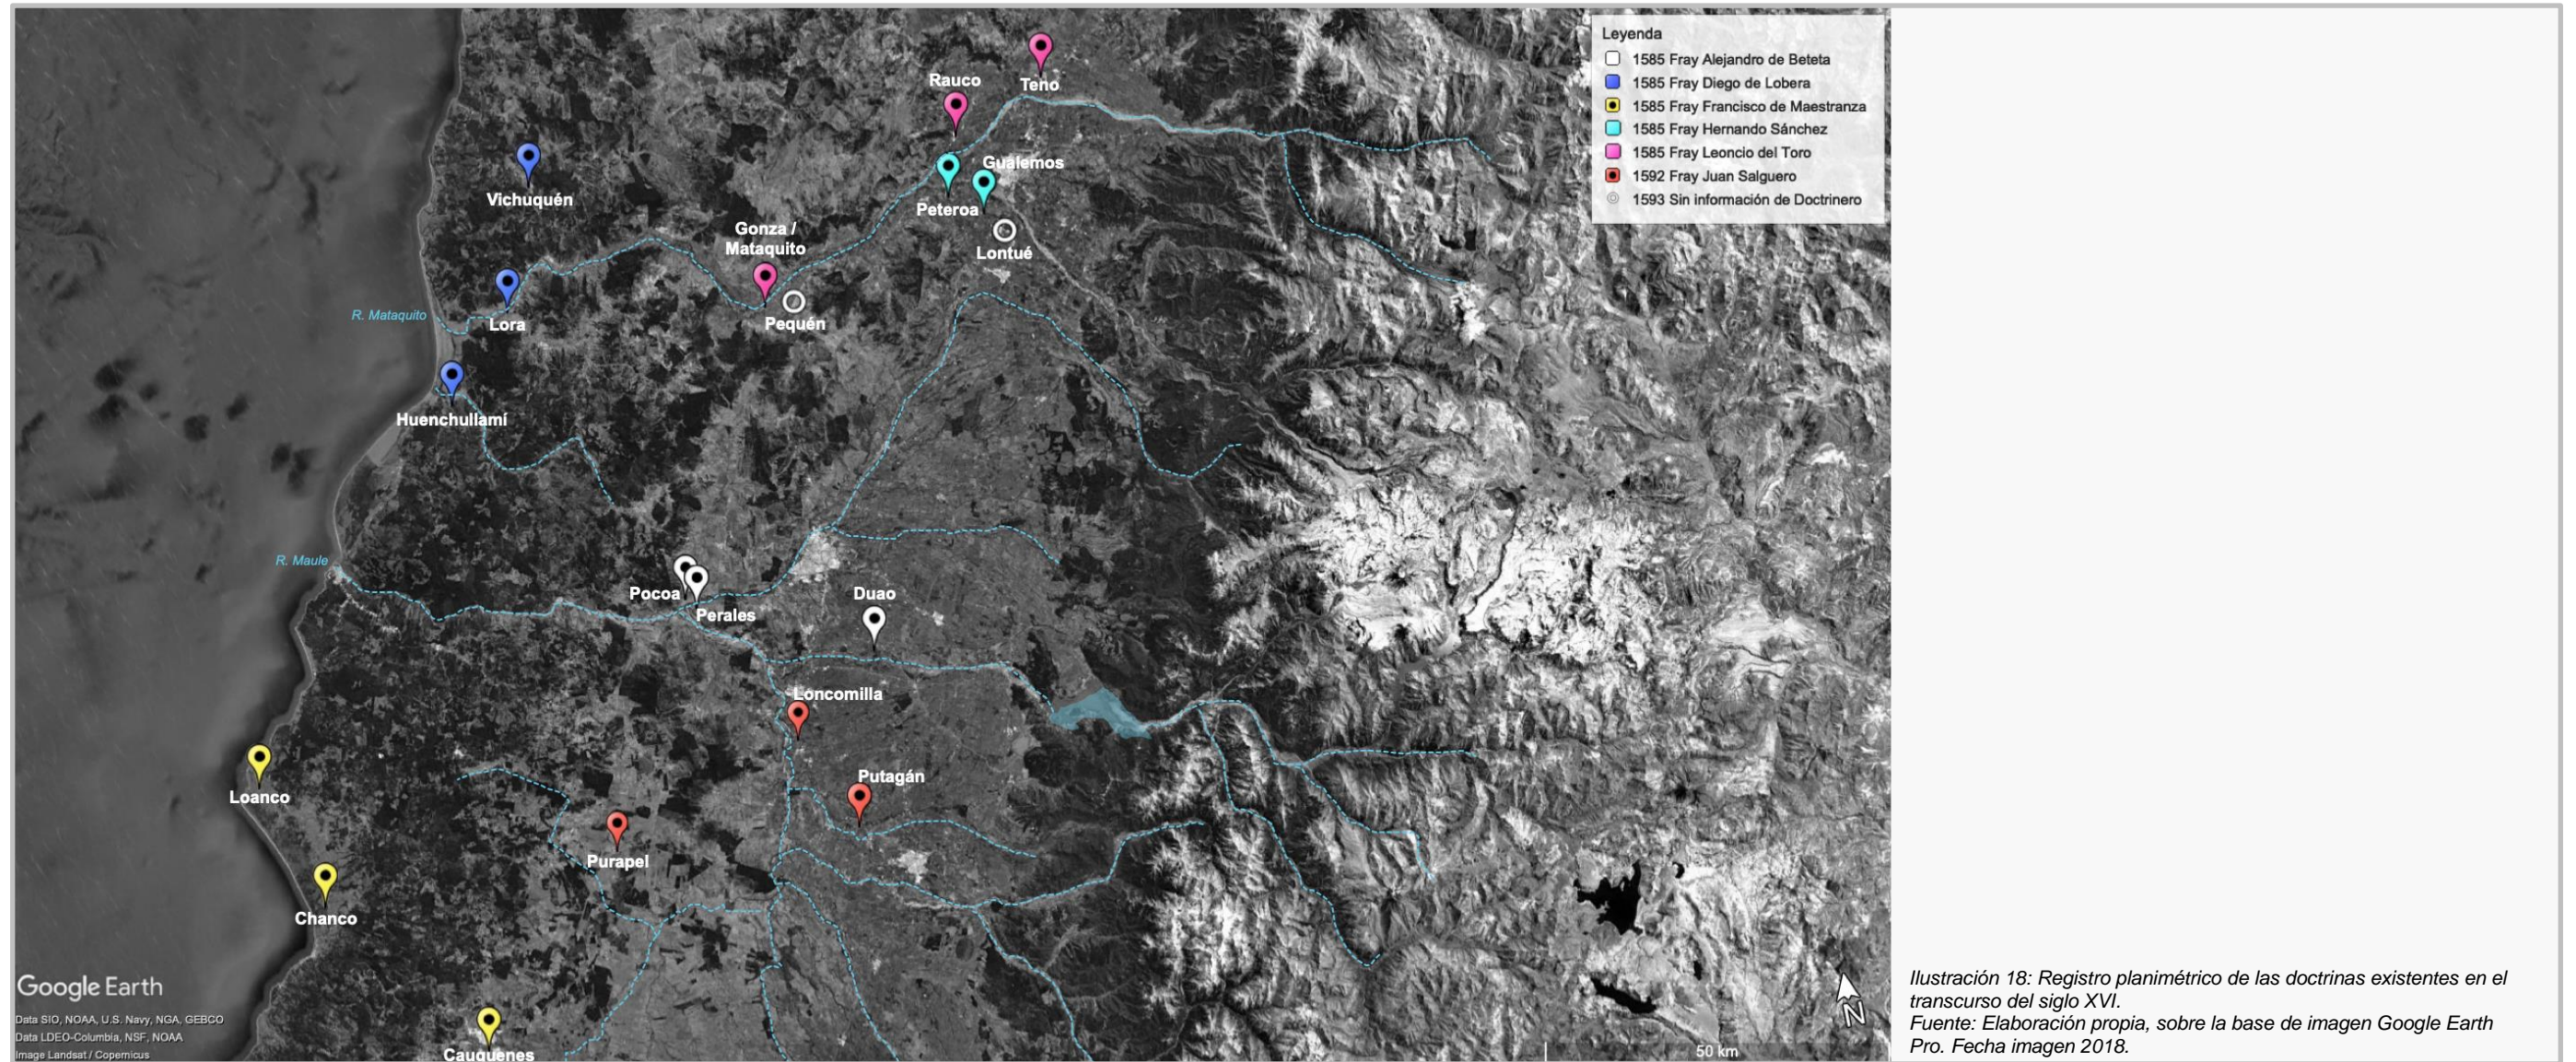 Leyenda
1585 Fray Alejandro de Beteta
1585 Fray Diego de Lobera
1585 Fray Francisco de Maestranza
1585 Fray Hernando Sánchez
1585 Fray Leoncio del Toro
1592 Fray Juan Salguero
1593 Sin información de Doctrinero
Teno
Rauco
Gualemos
Vichuquén
Peteroa
Gonza /
Mataquito
Lontué
R. Mataquito
Lora
Pequén
Huenchullamí
R. Maule
Pocoa
Duao
Perales
Loncomilla
Putagán
Loanco
Purapel
Chanco
Cauquenes
Google Earth
Data SIO, NOAA, U.S. Navy, NGA, GEBCO
Data LDEO-Columbia, NSF, NOAA
Image Landsat / Copernicus
50 km
N
Ilustración 18: Registro planimétrico de las doctrinas existentes en el
transcurso del siglo XVI.
Fuente: Elaboración propia, sobre la base de imagen Google Earth
Pro. Fecha imagen 2018.